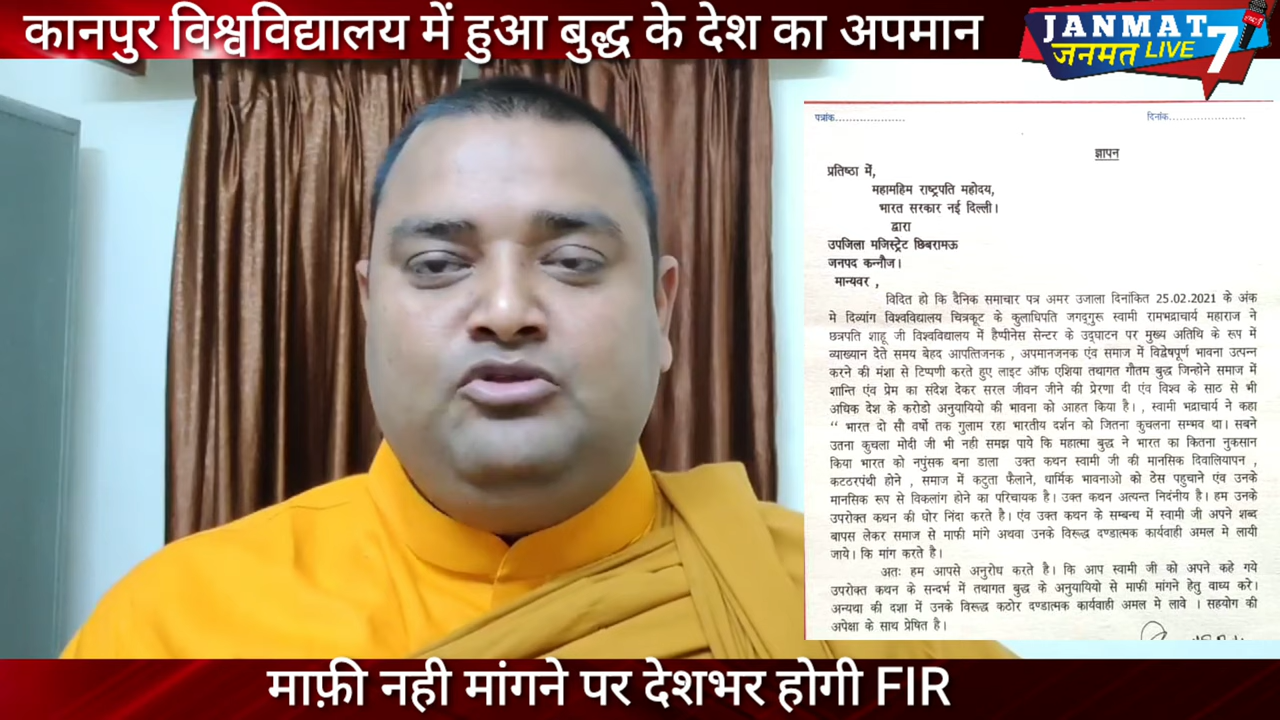 कानपुर विश्वविद्यालय में हुआ बुद्ध के देश का अपमान
JANMAT
जनमत LIVE 7
पत्रांक.................... दिनांक......................
ज्ञापन
प्रतिष्ठा में,
महामहिम राष्ट्रपति महोदय,
भारत सरकार नई दिल्ली।
द्वारा
उपजिला मजिस्ट्रेट छिबरामऊ
जनपद कन्नौज।
मान्यवर ,
विदित हो कि दैनिक समाचार पत्र अमर उजाला दिनांकित 25.02.2021 के अंक
मे दिव्यांग विश्वविद्यालय चित्रकूट के कुलाधिपति जगद्गुरू स्वामी रामभद्राचार्य महाराज ने
छत्रपति शाहू जी विश्वविद्यालय में हैप्पीनेस सेन्टर के उद्घाटन पर मुख्य अतिथि के रूप में
व्याख्यान देते समय बेहद आपत्तिजनक , अपमानजनक एंव समाज में विद्वेषपूर्ण भावना उत्पन्न
करने की मंशा से टिप्पणी करते हुए लाइट ऑफ एशिया तथागत गौतम बुद्ध जिन्होने समाज में
शान्ति एंव प्रेम का संदेश देकर सरल जीवन जीने की प्रेरणा दी एंव विश्व के साठ से भी
अधिक देश के करोडो अनुयायियो की भावना को आहत किया है। , स्वामी भद्राचार्य ने कहा
‘‘ भारत दो सौ वर्षो तक गुलाम रहा भारतीय दर्शन को जितना कुचलना सम्भव था। सबने
उतना कुचला मोदी जी भी नही समझ पाये कि महात्मा बुद्ध ने भारत का कितना नुकसान
किया भारत को नपुंसक बना डाला उक्त कथन स्वामी जी की मानसिक दिवालियापन ,
कटठरपंथी होने , समाज में कटुता फैलाने, धार्मिक भावनाओ को ठेस पहुचाने एंव उनके
मानसिक रूप से विकलांग होने का परिचायक है। उक्त कथन अत्यन्त निदंनीय है। हम उनके
उपरोक्त कथन की घोर निंदा करते है। एंव उक्त कथन के सम्बन्ध में स्वामी जी अपने शब्द
बापस लेकर समाज से माफी मांगे अथवा उनके विरूद्ध दण्डात्मक कार्यवाही अमल मे लायी
जाये। कि मांग करते है।
अतः हम आपसे अनुरोध करते है। कि आप स्वामी जी को अपने कहे गये
उपरोक्त कथन के सन्दर्भ में तथागत बुद्ध के अनुयायियो से माफी मांगने हेतु वाध्य करे।
अन्यथा की दशा में उनके विरूद्ध कठोर दण्डात्मक कार्यवाही अमल मे लावे । सहयोग की
अपेक्षा के साथ प्रेषित है।
माफ़ी नही मांगने पर देशभर होगी FIR